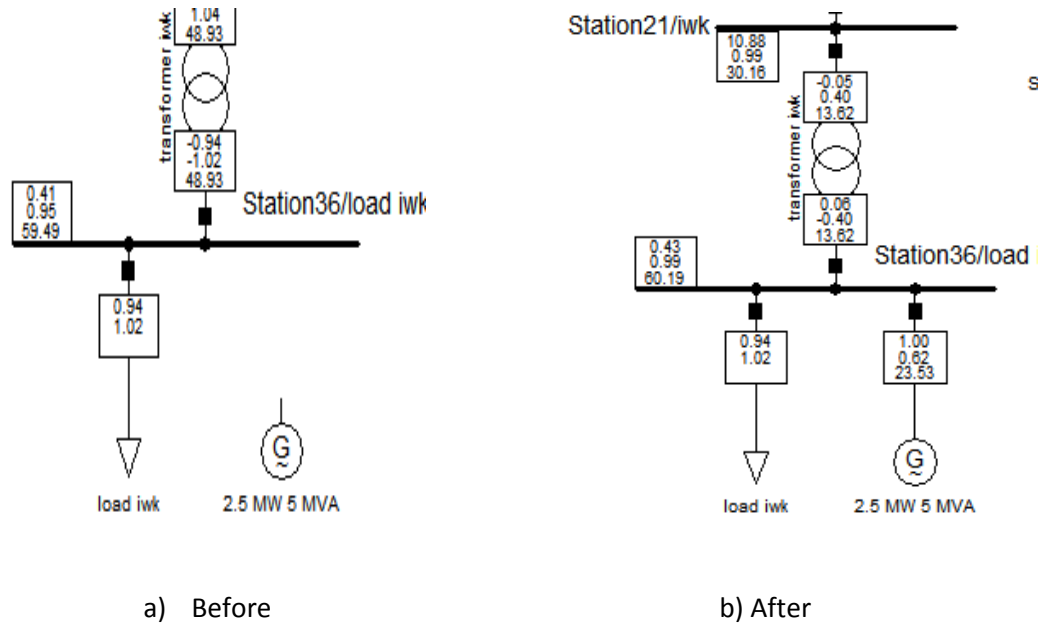 1.04
48.93
transformer iwk
-0.94
-1.02
48.93
Station36/load iwk
0.41
0.95
59.49
0.94
1.02
G
~
load iwk
2.5 MW 5 MVA
a) Before
Station21/iwk
10.88
0.99
30.16
-0.05
0.40
13.62
transformer iwk
0.06
-0.40
13.62
Station36/load
0.43
0.99
60.19
0.94
1.02
1.00
0.62
23.53
G
~
load iwk
2.5 MW 5 MVA
b) After